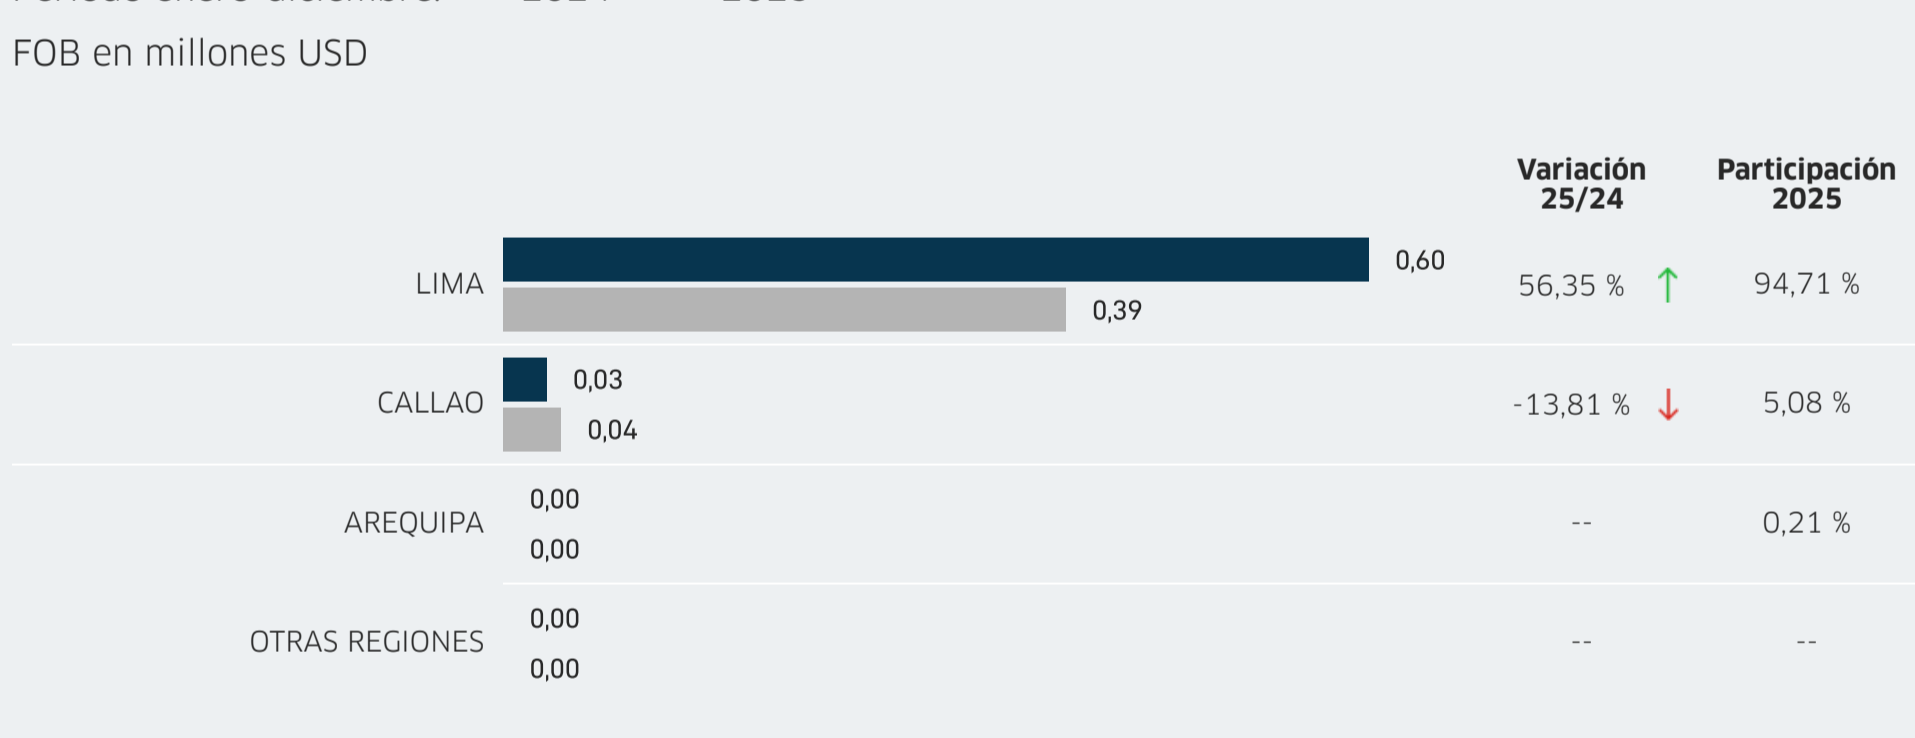 FOB en millones USD
Variación
25/24
Participación
2025
LIMA
0,60
0,39
56,35 %
94,71 %
CALLAO
0,03
0,04
-13,81 %
5,08 %
AREQUIPA
0,00
0,00
--
0,21 %
OTRAS REGIONES
0,00
0,00
--
--